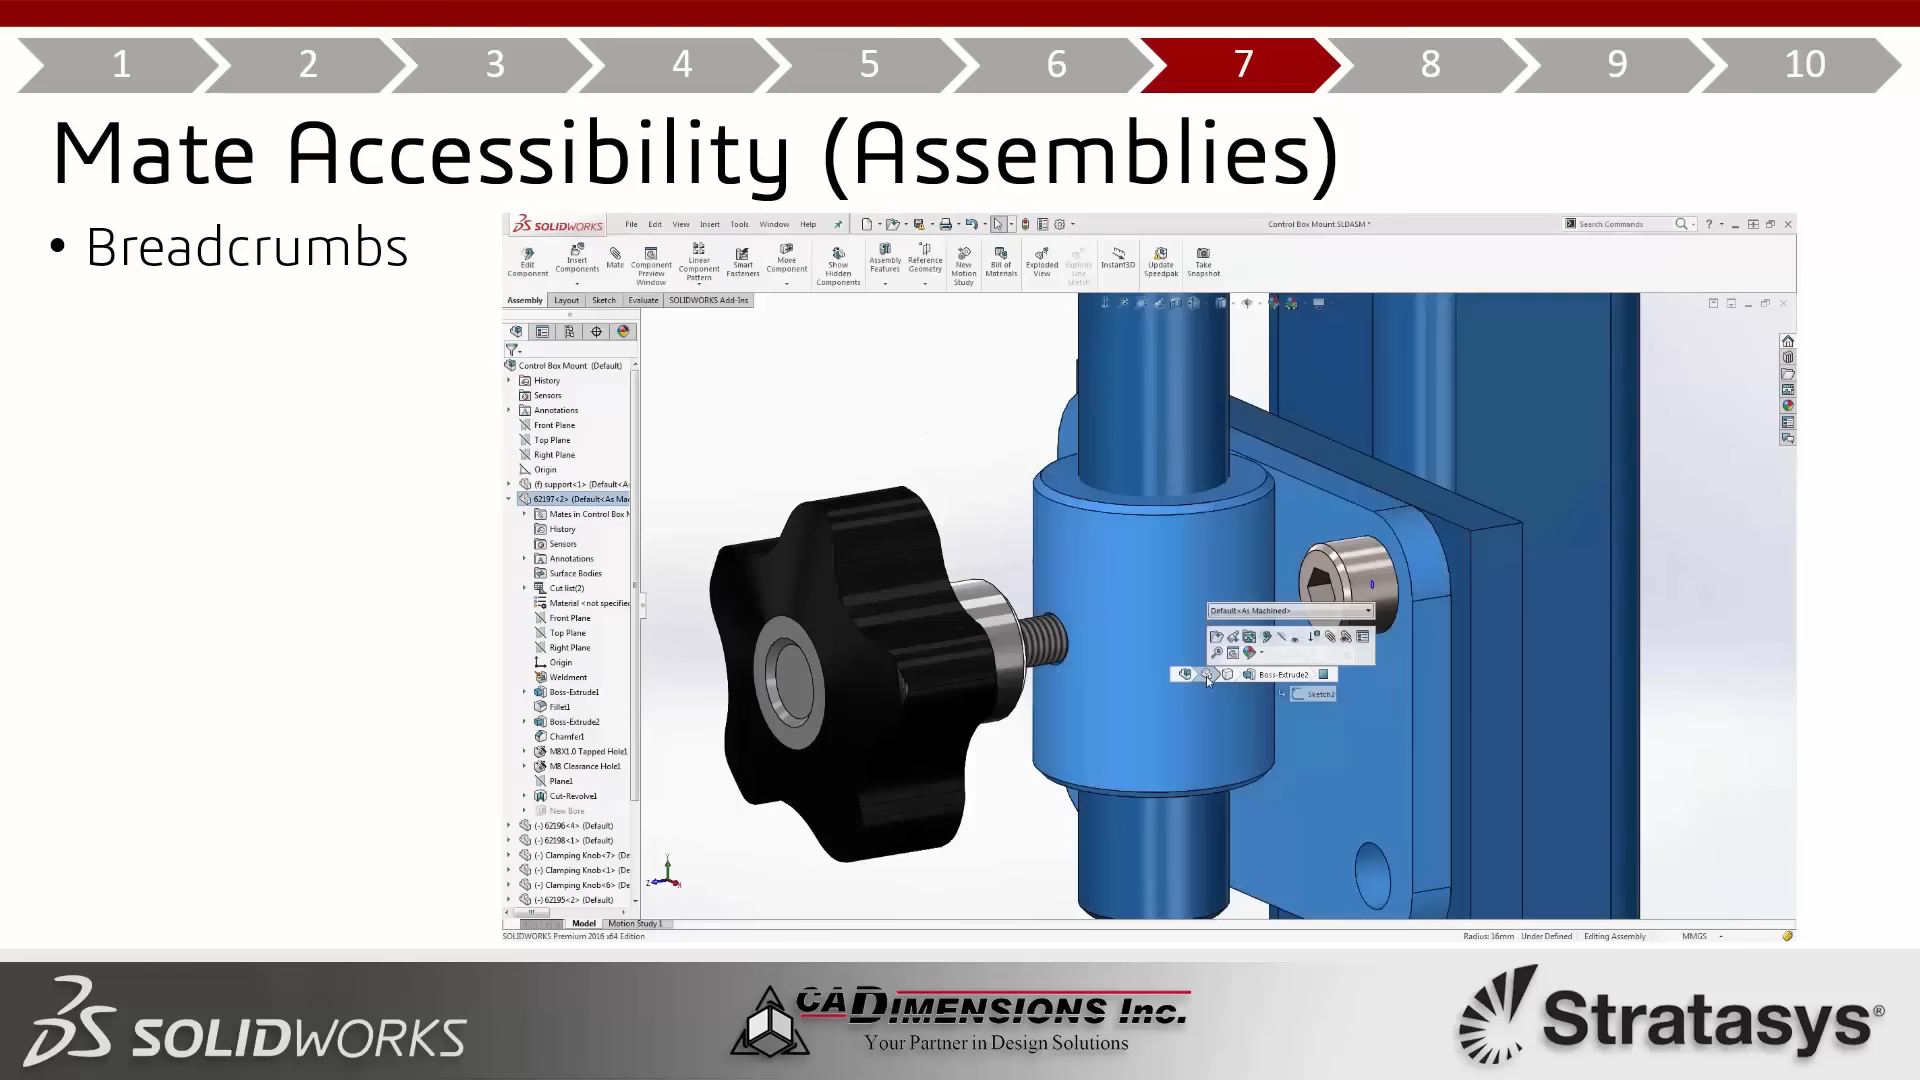 1 2 3 4 5 6 7 8 9 10
Mate Accessibility (Assemblies)
• Breadcrumbs
SOLIDWORKS File Edit View Insert Tools Window Help Control Box Mount.SLDASM * Search Commands
Edit Component
Insert Components
Mate
Component Preview Window
Linear Component Pattern
Smart Fasteners
Move Component
Show Hidden Components
Assembly Features
Reference Geometry
New Motion Study
Bill of Materials
Exploded View
Explode Line Sketch
Instant3D
Update Speedpak
Take Snapshot
Assembly Layout Sketch Evaluate SOLIDWORKS Add-Ins
Control Box Mount (Default)
History
Sensors
Annotations
Front Plane
Top Plane
Right Plane
Origin
(f) support<1> (Default<A
62197<2> (Default<As Mac
Mates in Control Box M
History
Sensors
Annotations
Surface Bodies
Cut list(2)
Material <not specified
Front Plane
Top Plane
Right Plane
Origin
Weldment
Boss-Extrude1
Fillet1
Boss-Extrude2
Chamfer1
M8X1.0 Tapped Hole1
M8 Clearance Hole1
Plane1
Cut-Revolve1
New Bore
(-) 62196<4> (Default)
(-) 62198<1> (Default)
(-) Clamping Knob<7> (De
(-) Clamping Knob<1> (De
(-) Clamping Knob<6> (De
(-) 62195<2> (Default)
Default<As Machined>
Boss-Extrude2
Sketch2
Model Motion Study 1
SOLIDWORKS Premium 2016 x64 Edition Radius: 16mm Under Defined Editing Assembly MMGS -
SOLIDWORKS
CADIMENSIONS Inc.
Your Partner in Design Solutions
Stratasys®